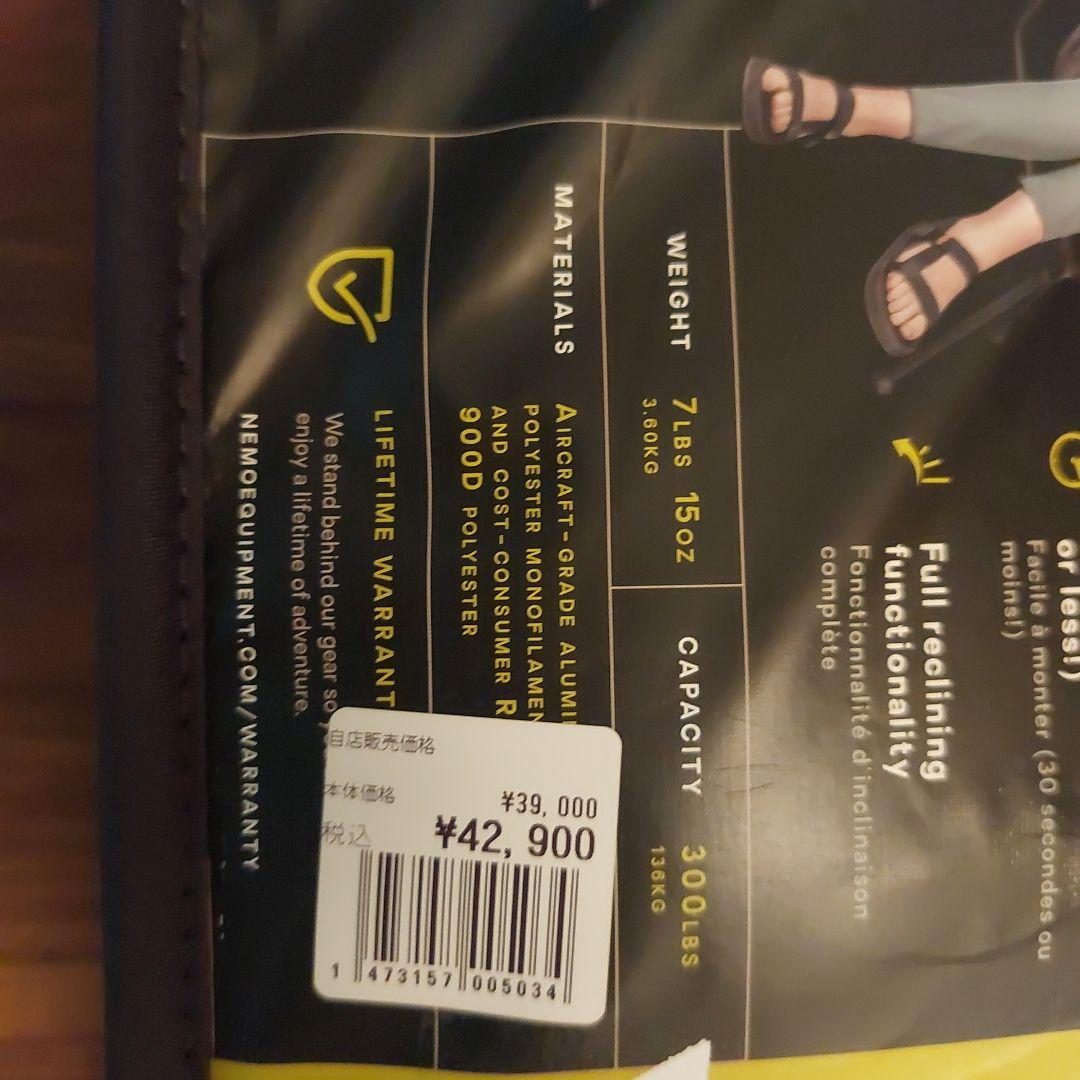 or less!)
Facile à monter (30 secondes ou
moins!)
Full reclining
functionality
Fonctionnalité d'inclinaison
complète
WEIGHT 7LBS 15OZ
3.60KG
CAPACITY 300LBS
136KG
MATERIALS AIRCRAFT-GRADE ALUMI
POLYESTER MONOFILAMEN
AND COST-CONSUMER R
900D POLYESTER
LIFETIME WARRANT
We stand behind our gear so
enjoy a lifetime of adventure.
NEMOEQUIPMENT.COM/WARRANTY
自店販売価格
本体価格 ¥39,000
税込 ¥42,900
1 473157 005034